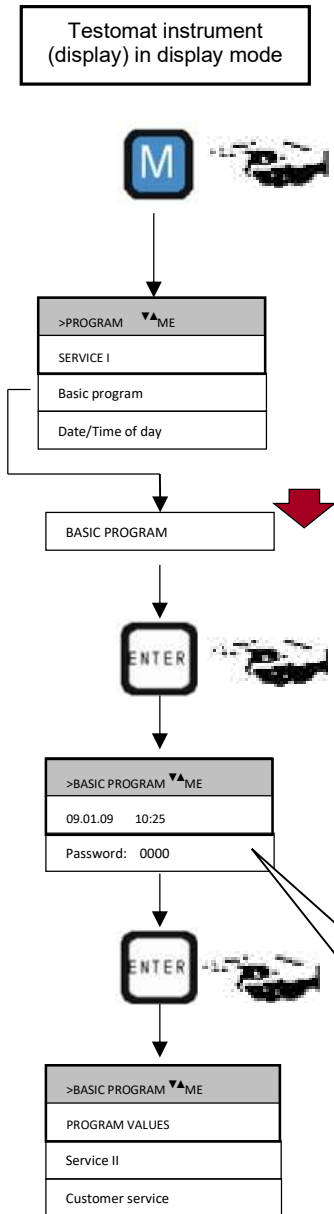 Testomat instrument
(display) in display mode
M
>PROGRAM ▼▲ME
SERVICE I
Basic program
Date/Time of day
BASIC PROGRAM
ENTER
>BASIC PROGRAM ▼▲ME
09.01.09 10:25
Password: 0000
ENTER
>BASIC PROGRAM ▼▲ME
PROGRAM VALUES
Service II
Customer service